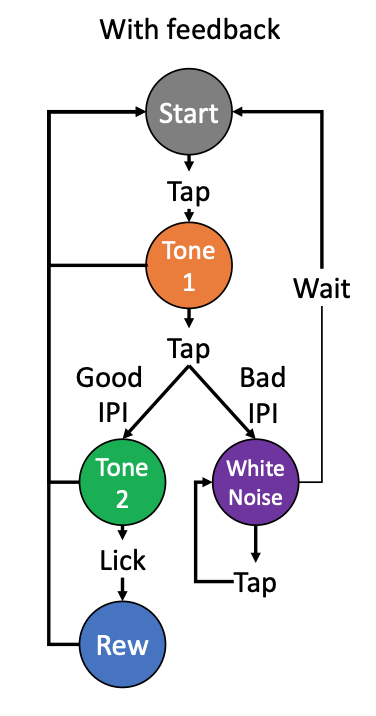 With feedback
Start
Tap
Tone
1
Wait
Tap
Good
IPI
Bad
IPI
Tone
2
White
Noise
Lick
Tap
Rew